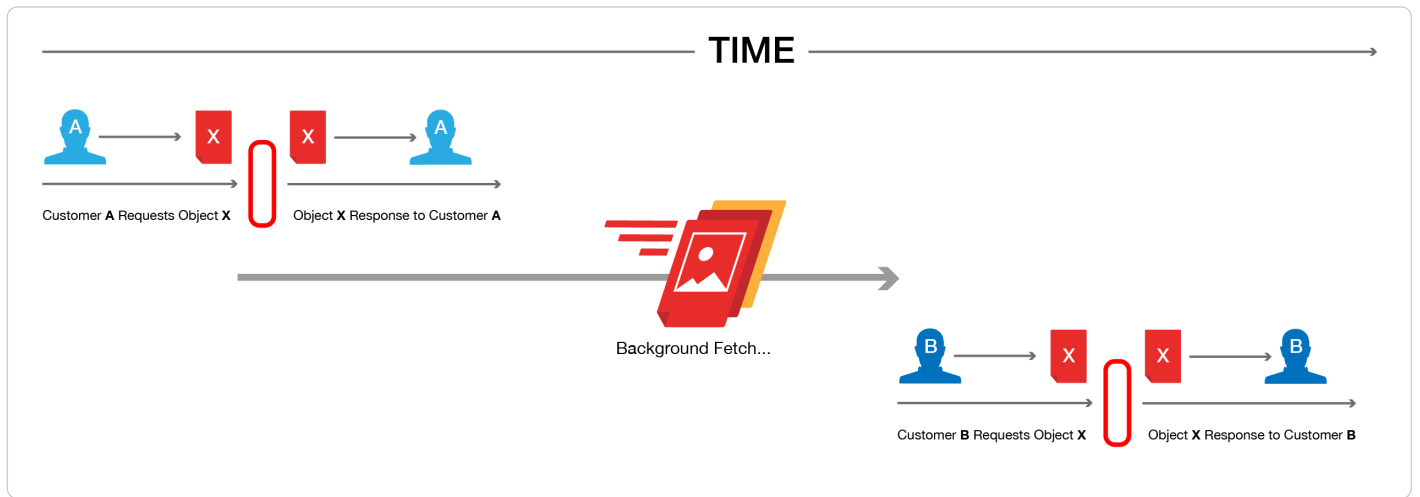 TIME
A
X
X
A
Customer A Requests Object X
Object X Response to Customer A
Background Fetch...
B
X
X
B
Customer B Requests Object X
Object X Response to Customer B